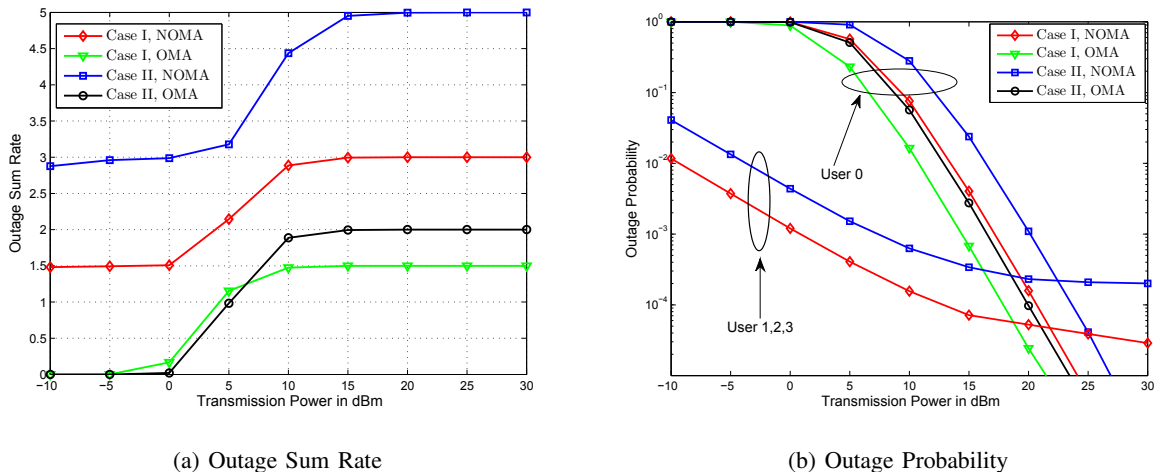 5
4.5
4
3.5
3
2.5
2
1.5
1
0.5
0
Outage Sum Rate
Case I, NOMA
Case I, OMA
Case II, NOMA
Case II, OMA
−10 −5 0 5 10 15 20 25 30
Transmission Power in dBm
(a) Outage Sum Rate
10^0
10^−1
10^−2
10^−3
10^−4
Outage Probability
Case I, NOMA
Case I, OMA
Case II, NOMA
Case II, OMA
User 0
User 1,2,3
−10 −5 0 5 10 15 20 25 30
Transmission Power in dBm
(b) Outage Probability